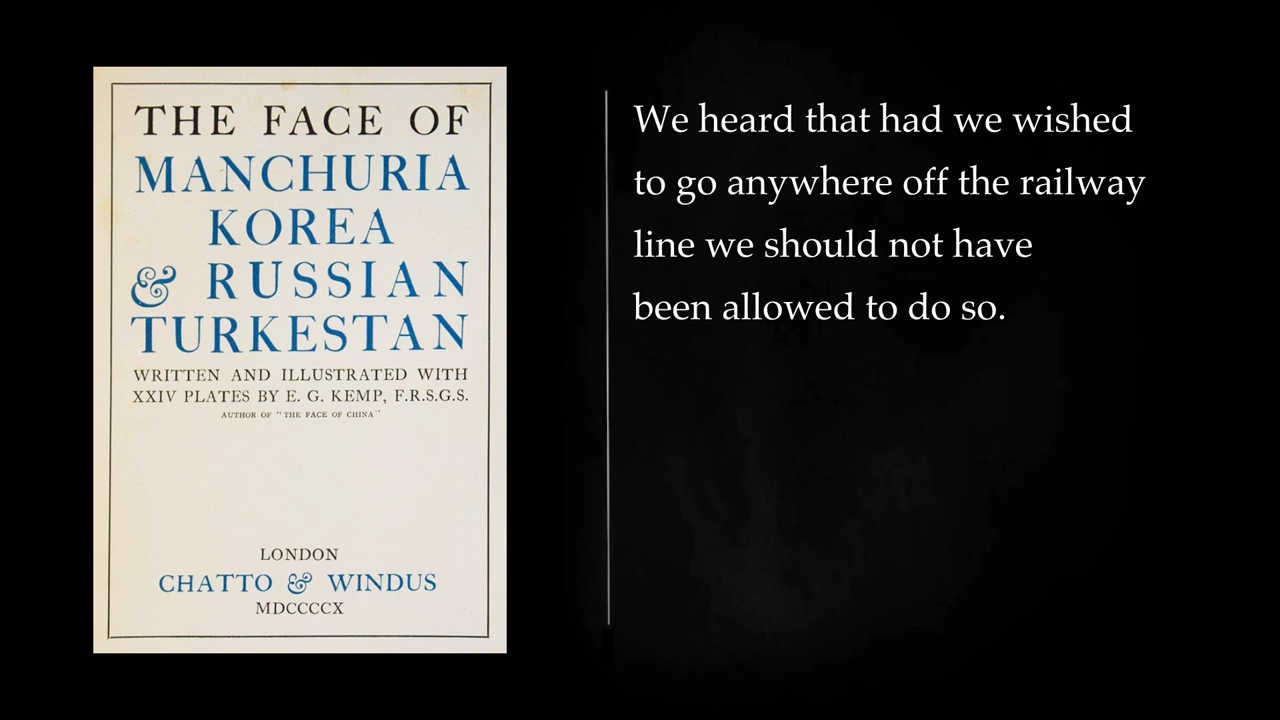 THE FACE OF
MANCHURIA
KOREA
& RUSSIAN
TURKESTAN
WRITTEN AND ILLUSTRATED WITH
XXIV PLATES BY E. G. KEMP, F.R.S.G.S.
AUTHOR OF "THE FACE OF CHINA"
LONDON
CHATTO & WINDUS
MDCCCCX
We heard that had we wished
to go anywhere off the railway
line we should not have
been allowed to do so.